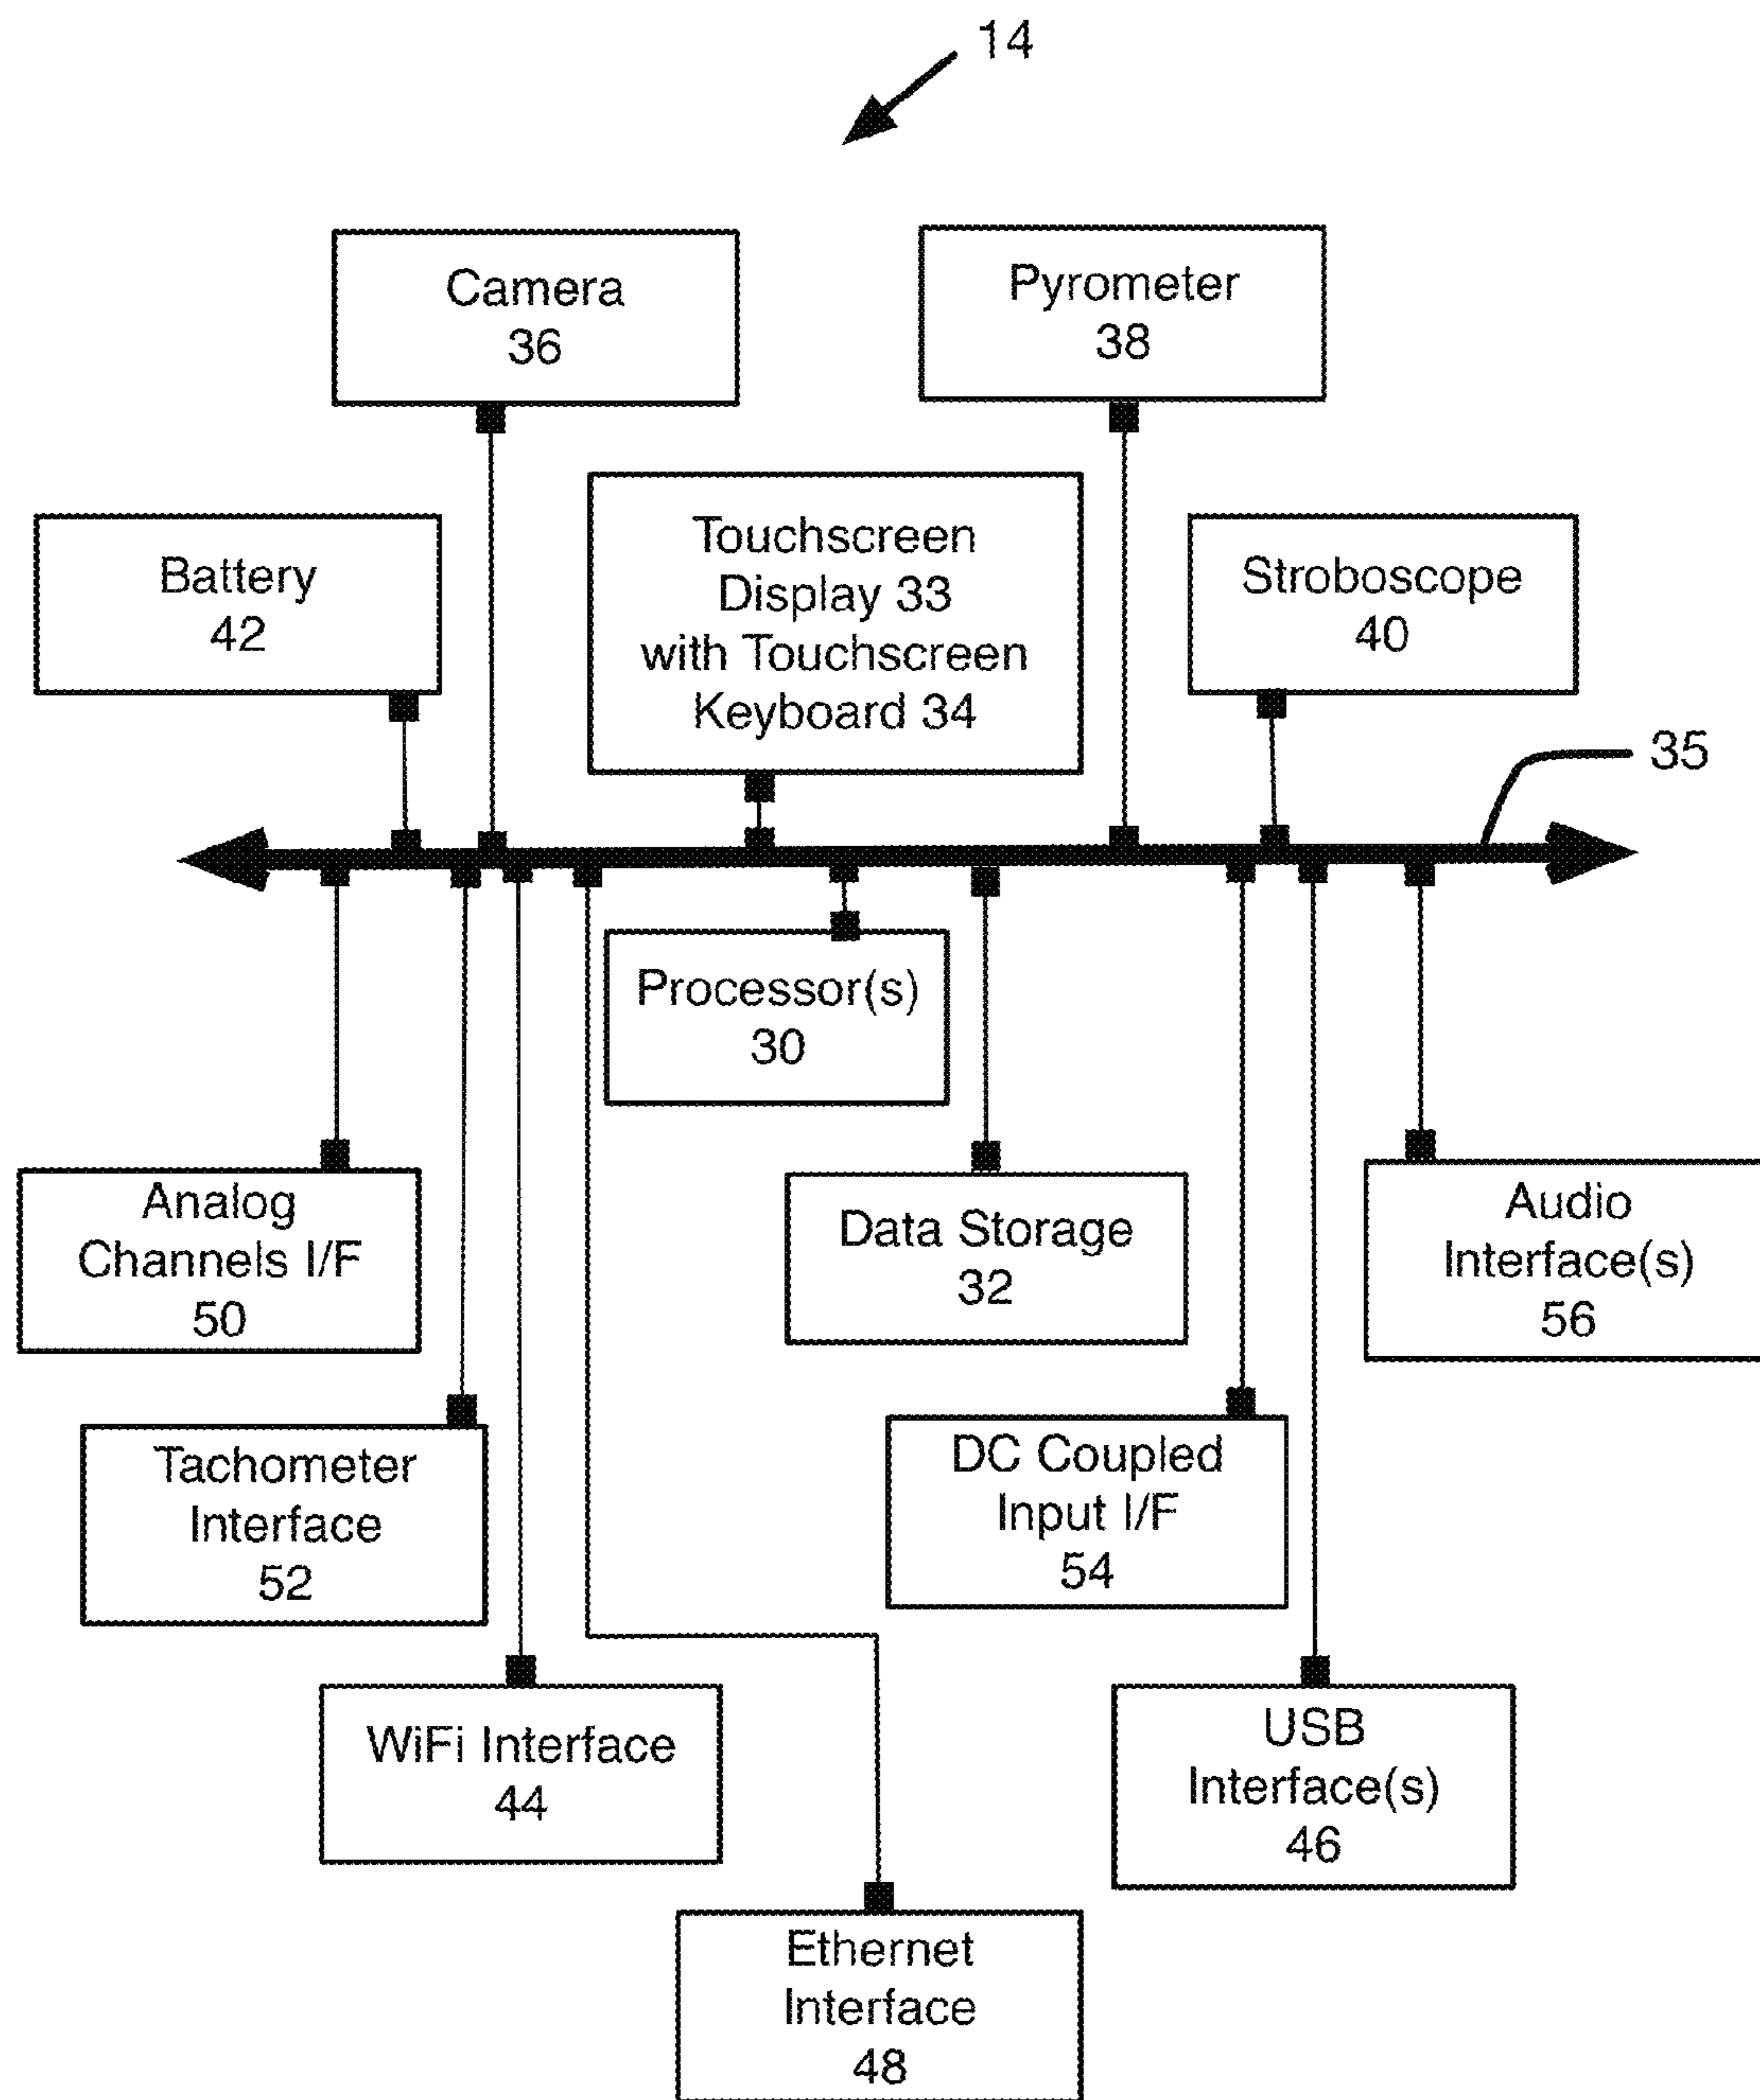 14
Camera
36
Pyrometer
38
Battery
42
Touchscreen
Display 33
with Touchscreen
Keyboard 34
Stroboscope
40
35
Processor(s)
30
Analog
Channels I/F
50
Data Storage
32
Audio
Interface(s)
56
Tachometer
Interface
52
DC Coupled
Input I/F
54
WiFi Interface
44
USB
Interface(s)
46
Ethernet
Interface
48